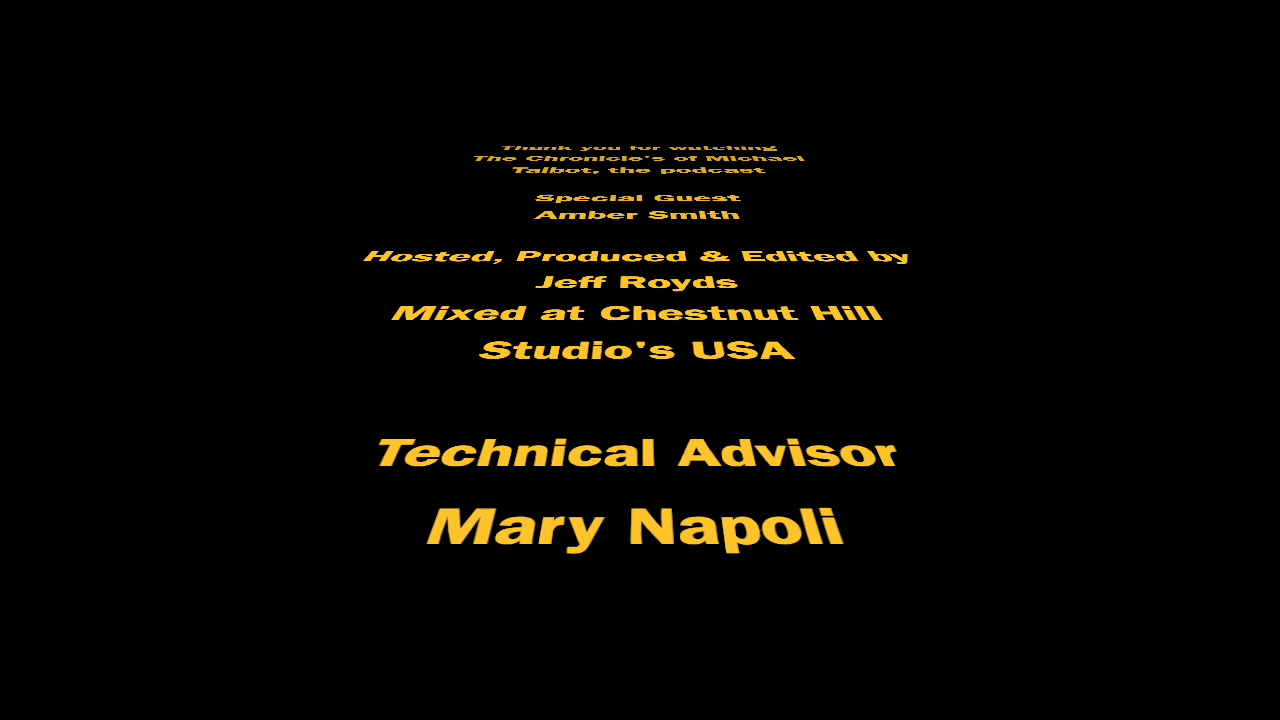 Thank you for watching
The Chronicle's of Michael
Talbot, the podcast
Special Guest
Amber Smith
Hosted, Produced & Edited by
Jeff Royds
Mixed at Chestnut Hill
Studio's USA
Technical Advisor
Mary Napoli